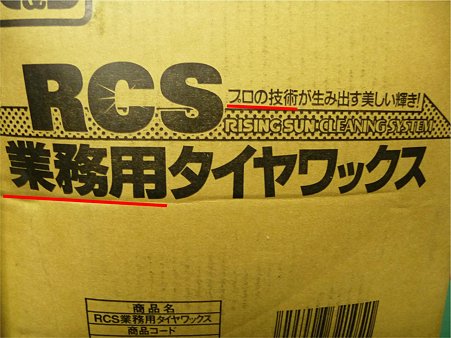 RCS
プロの技術が生み出す美しい輝き!
RISING SUN CLEANING SYSTEM
業務用タイヤワックス
商品名
RCS業務用タイヤワックス
商品コード